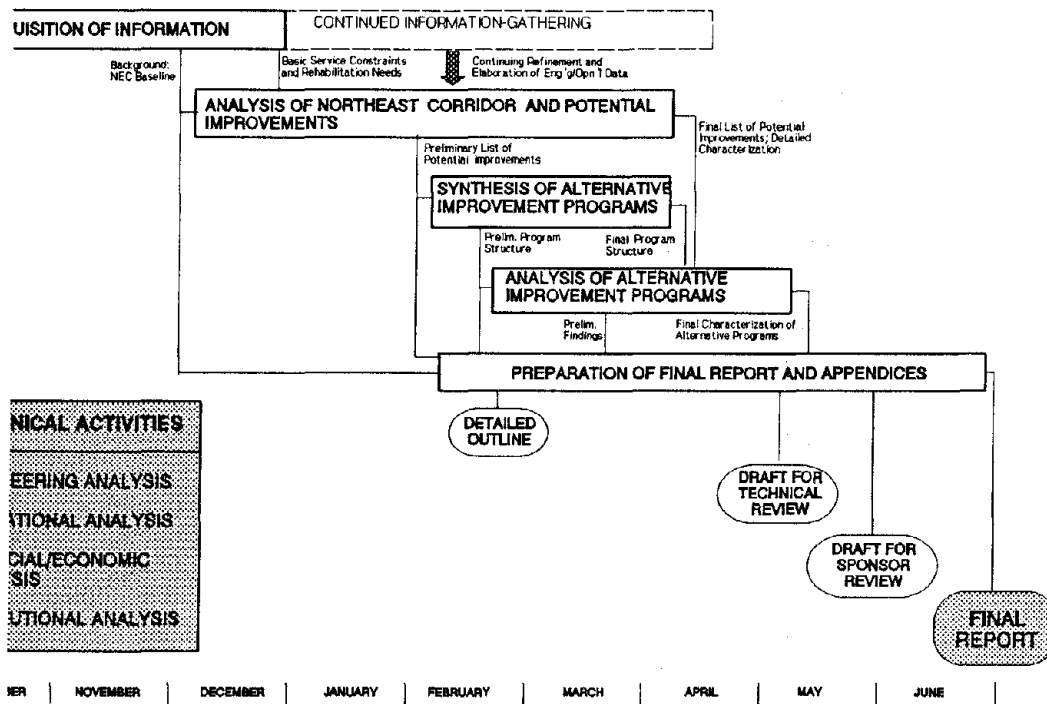 UISITION OF INFORMATION
CONTINUED INFORMATION-GATHERING
Background:
NEC Baseline
Basic Service Constraints
and Rehabilitation Needs
Continuing Refinement and
Elaboration of Eng'g/Opn'l Data
ANALYSIS OF NORTHEAST CORRIDOR AND POTENTIAL
IMPROVEMENTS
Final List of Potential
Improvements; Detailed
Characterization
Preliminary List of
Potential Improvements
SYNTHESIS OF ALTERNATIVE
IMPROVEMENT PROGRAMS
Prelim. Program
Structure
Final Program
Structure
ANALYSIS OF ALTERNATIVE
IMPROVEMENT PROGRAMS
Prelim.
Findings
Final Characterization of
Alternative Programs
PREPARATION OF FINAL REPORT AND APPENDICES
DETAILED
OUTLINE
NICAL ACTIVITIES
EERING ANALYSIS
ATIONAL ANALYSIS
CIAL/ECONOMIC
SIS
UTIONAL ANALYSIS
DRAFT FOR
TECHNICAL
REVIEW
DRAFT FOR
SPONSOR
REVIEW
FINAL
REPORT
BER
NOVEMBER
DECEMBER
JANUARY
FEBRUARY
MARCH
APRIL
MAY
JUNE